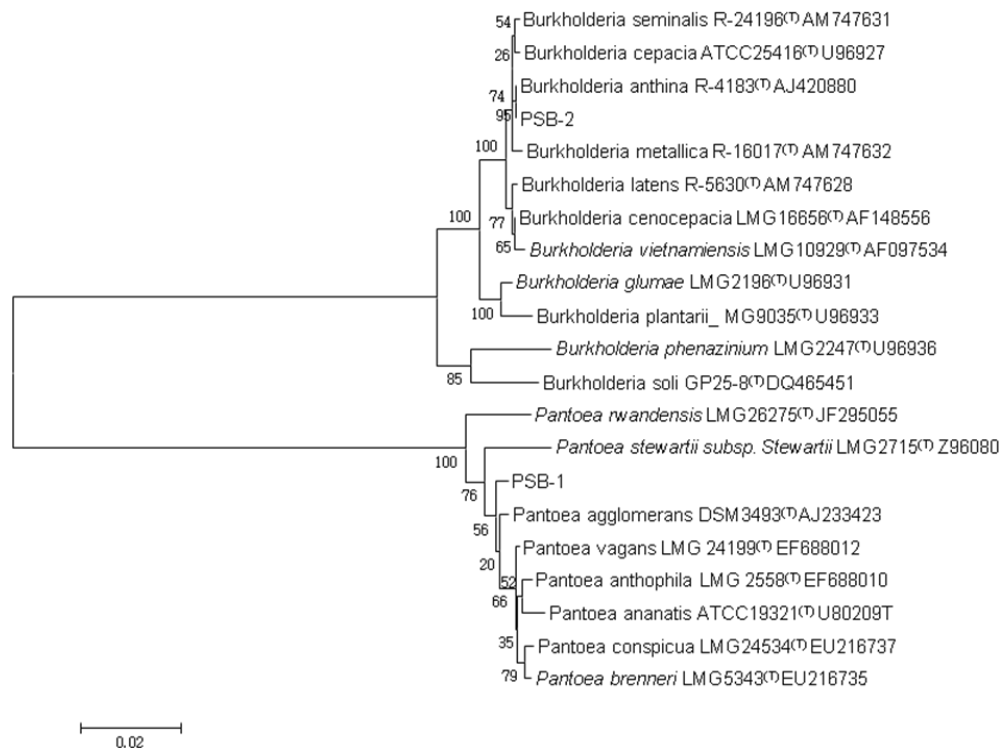 54 Burkholderia seminalis R-24196(T) AM747631
26 Burkholderia cepacia ATCC25416(T) U96927
74 Burkholderia anthina R-4183(T) AJ420880
95 PSB-2
100 Burkholderia metallica R-16017(T) AM747632
Burkholderia latens R-5630(T) AM747628
100 77 Burkholderia cenocepacia LMG16656(T) AF148556
65 Burkholderia vietnamiensis LMG10929(T) AF097534
Burkholderia glumae LMG2196(T) U96931
100 Burkholderia plantarii_ MG9035(T) U96933
Burkholderia phenazinium LMG2247(T) U96936
85 Burkholderia soli GP25-8(T) DQ465451
Pantoea rwandensis LMG26275(T) JF295055
Pantoea stewartii subsp. Stewartii LMG2715(T) Z96080
100
76 PSB-1
56 Pantoea agglomerans DSM3493(T) AJ233423
20 Pantoea vagans LMG 24199(T) EF688012
52 Pantoea anthophila LMG 2558(T) EF688010
66 Pantoea ananatis ATCC19321(T) U80209T
35 Pantoea conspicua LMG24534(T) EU216737
79 Pantoea brenneri LMG5343(T) EU216735
0.02